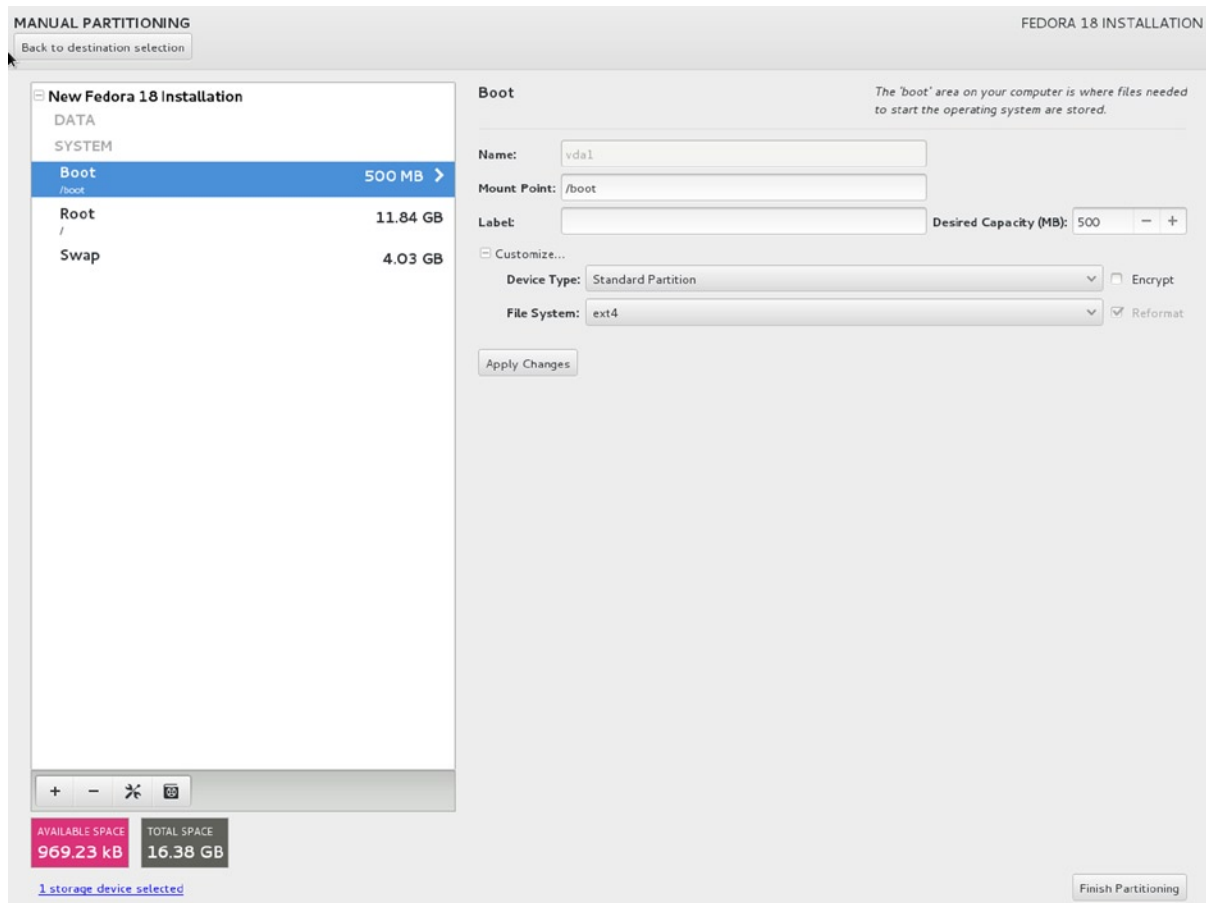 MANUAL PARTITIONING
FEDORA 18 INSTALLATION
Back to destination selection
New Fedora 18 Installation
DATA
SYSTEM
Boot
500 MB
/boot
Root
11.84 GB
/
Swap
4.03 GB
Boot
The 'boot' area on your computer is where files needed
to start the operating system are stored.
Name: vda1
Mount Point: /boot
Label:
Desired Capacity (MB): 500 − +
Customize...
Device Type: Standard Partition
Encrypt
File System: ext4
Reformat
Apply Changes
+ −
AVAILABLE SPACE
969.23 kB
TOTAL SPACE
16.38 GB
1 storage device selected
Finish Partitioning